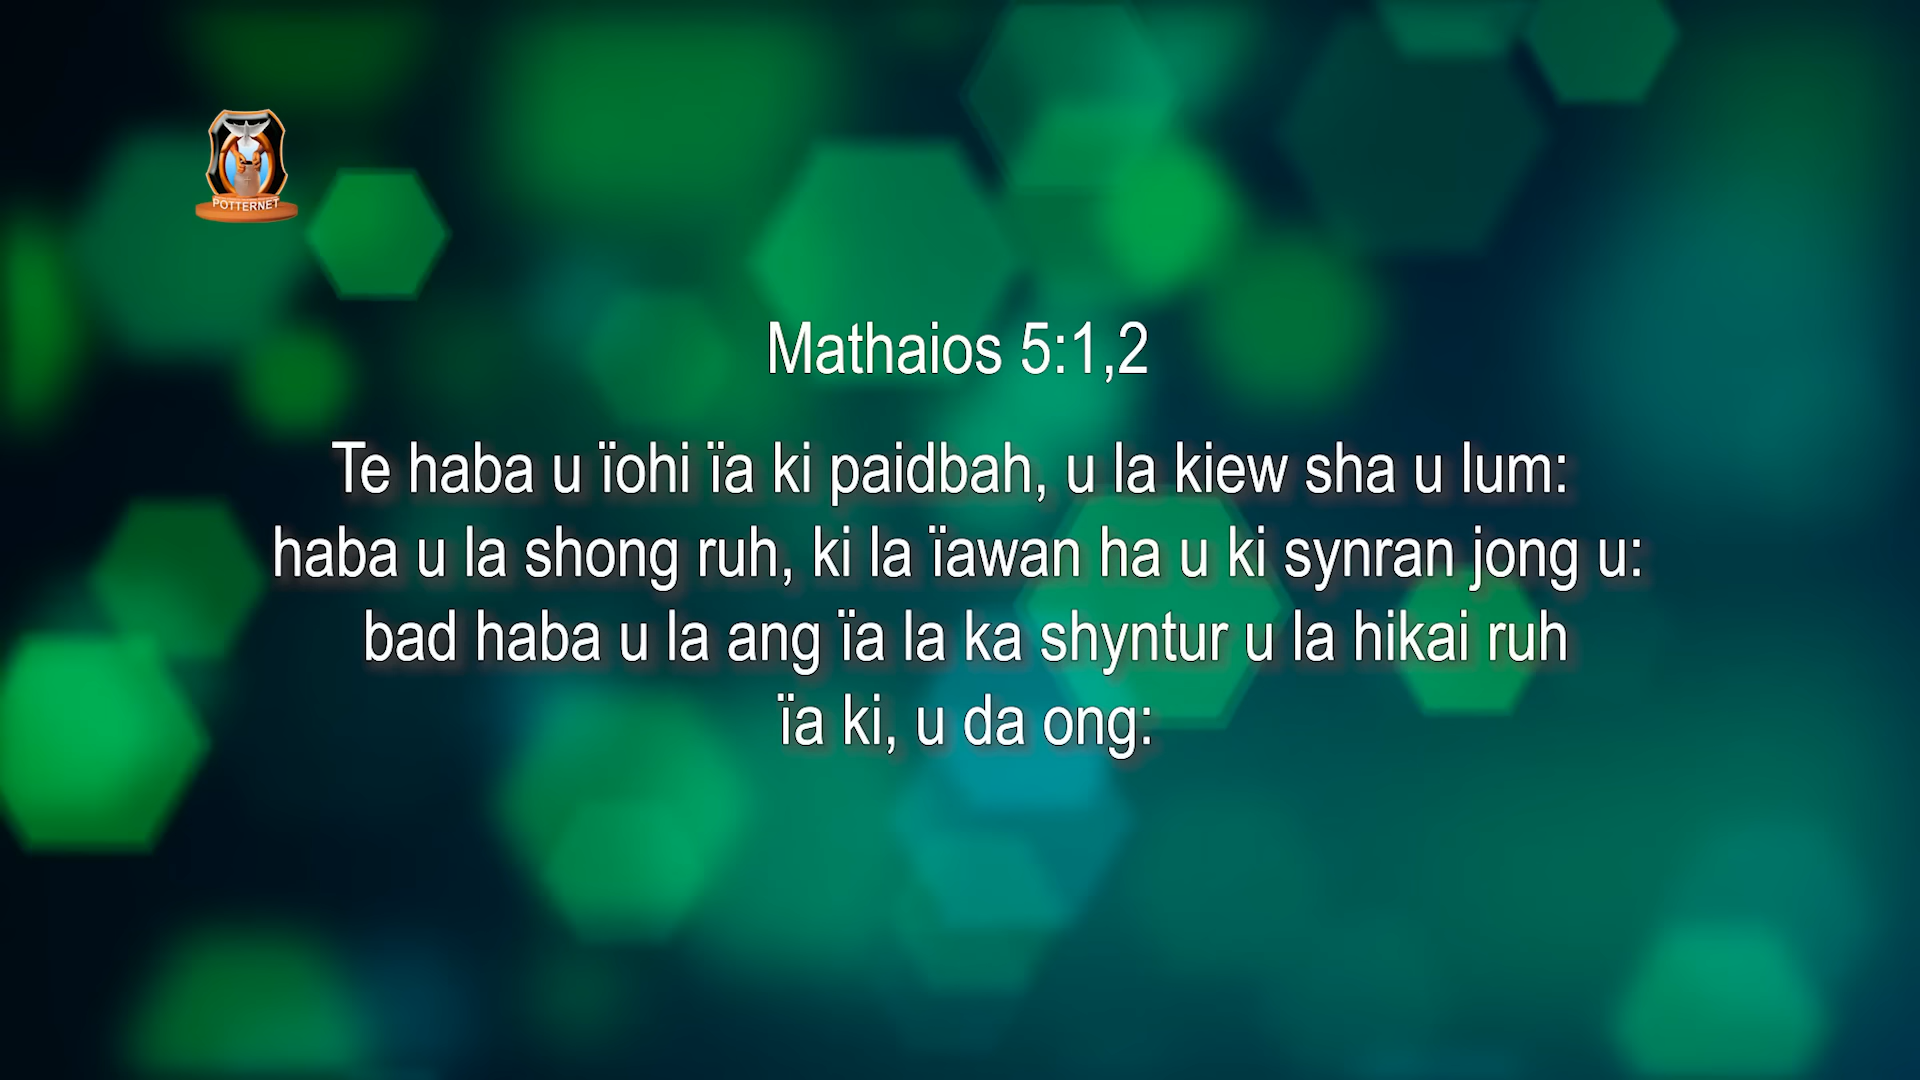 POTTERNET
Mathaios 5:1,2
Te haba u ïohi ïa ki paidbah, u la kiew sha u lum:
haba u la shong ruh, ki la ïawan ha u ki synran jong u:
bad haba u la ang ïa la ka shyntur u la hikai ruh
ïa ki, u da ong: